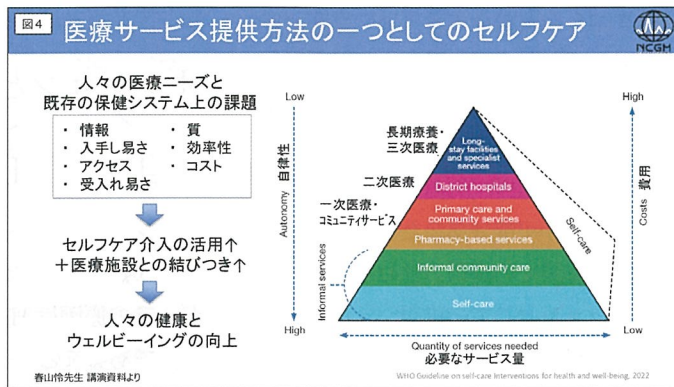 図4
医療サービス提供方法の一つとしてのセルフケア
NCGM
人々の医療ニーズと
既存の保健システム上の課題
・ 情報
・ 入手し易さ
・ アクセス
・ 受入れ易さ
・ 質
・ 効率性
・ コスト
セルフケア介入の活用↑
+医療施設との結びつき↑
人々の健康と
ウェルビーイングの向上
春山怜先生 講演資料より
Low
Autonomy 自律性
High
Informal services
長期療養・
三次医療
二次医療
一次医療・
コミュニティサービス
Long-
stay facilities
and specialist
services
District hospitals
Primary care and
community services
Pharmacy-based services
Informal community care
Self-care
Self-care
High
Costs 費用
Low
Quantity of services needed
必要なサービス量
WHO Guideline on self-care interventions for health and well-being, 2022